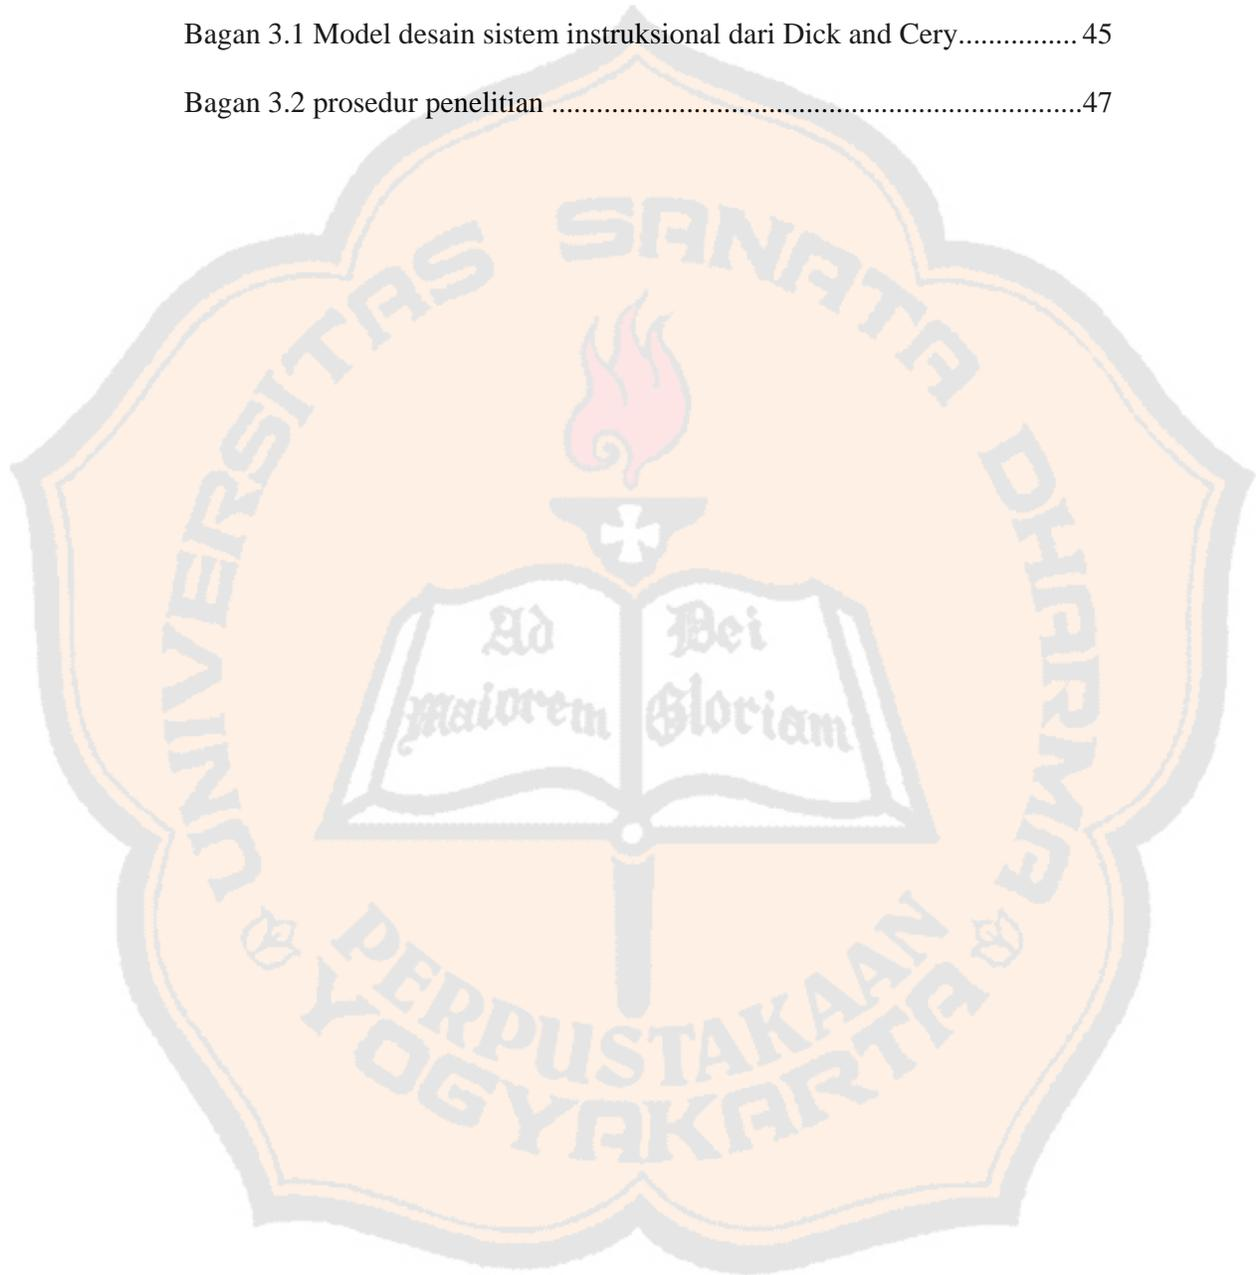 Bagan 3.1 Model desain sistem instruksional dari Dick and Cery................ 45
Bagan 3.2 prosedur penelitian ........................................................................47
UNIVERSITAS SANATA DHARMA
Ad
Maiorem
Dei
Gloriam
PERPUSTAKAAN
YOGYAKARTA